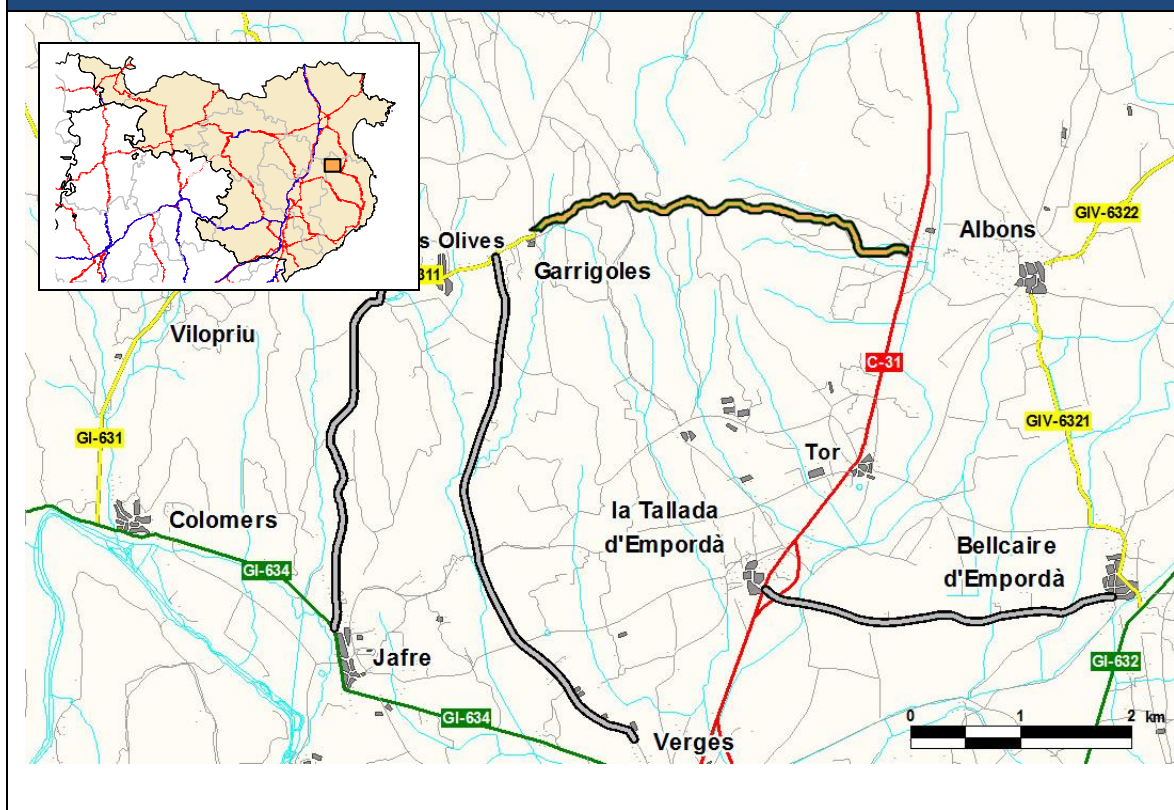 GIV-6322
Albons
s Olives
Garrigoles
311
Vilopriu
C-31
GIV-6321
GI-631
Tor
Colomers
la Tallada
d'Empordà
Bellcaire
d'Empordà
GI-634
Jafre
GI-632
GI-634
Verges
0 1 2 km